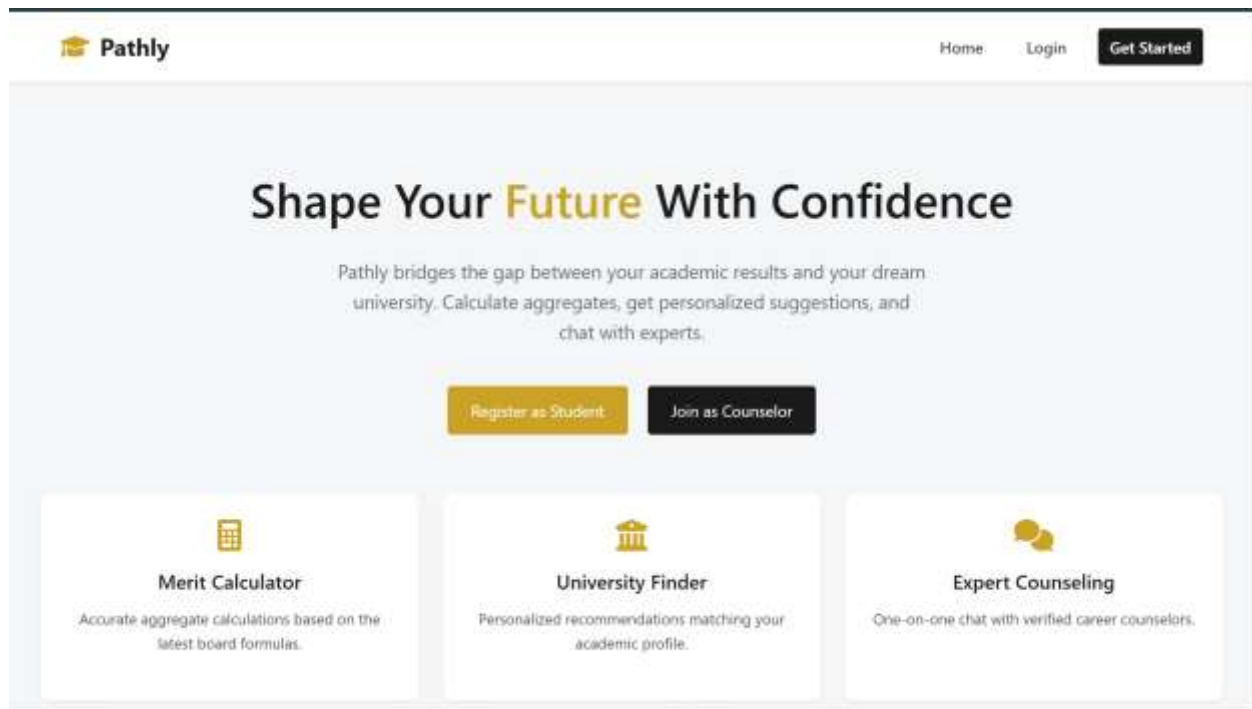 Pathly
Home
Login
Get Started
Shape Your Future With Confidence
Pathly bridges the gap between your academic results and your dream
university. Calculate aggregates, get personalized suggestions, and
chat with experts.
Register as Student
Join as Counselor
Merit Calculator
Accurate aggregate calculations based on the
latest board formulas.
University Finder
Personalized recommendations matching your
academic profile.
Expert Counseling
One-on-one chat with verified career counselors.